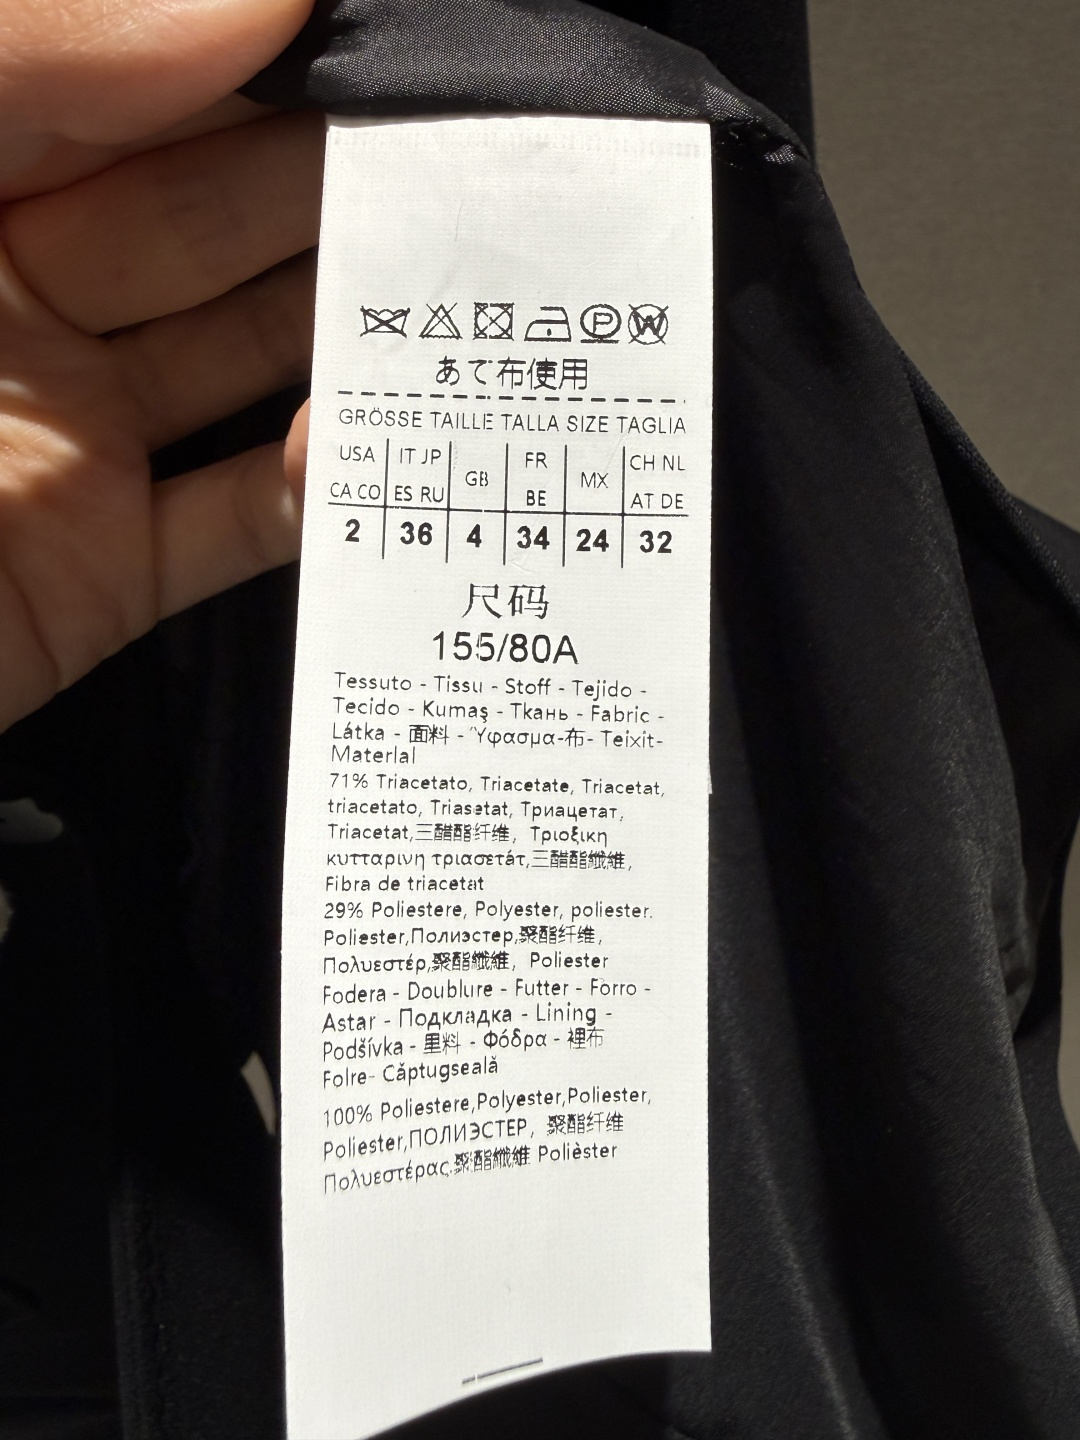 あて布使用
GRÖSSE TAILLE TALLA SIZE TAGLIA
USA CA CO | IT JP ES RU | GB | FR BE | MX | CH NL AT DE
2 | 36 | 4 | 34 | 24 | 32
尺码
155/80A
Tessuto - Tissu - Stoff - Tejido -
Tecido - Kumaş - Ткань - Fabric -
Látka - 面料 - Ύφασμα-布- Teixit-
Materlal
71% Triacetato, Triacetate, Triacetat,
triacetato, Triasetat, Триацетат,
Triacetat,三醋酯纤维, Τριοξικη
κυτταρινη τριασετάτ,三醋酯纖維,
Fibra de triacetat
29% Poliestere, Polyester, poliester.
Poliester,Полиэстер,聚酯纤维,
Πολυεστέρ,聚酯纖維, Poliester
Fodera - Doublure - Futter - Forro -
Astar - Подкладка - Lining -
Podšívka - 里料 - Φόδρα - 裡布
Folre- Căptugseală
100% Poliestere,Polyester,Poliester,
Poliester,ПОЛИЭСТЕР, 聚酯纤维
Πολυεστέρας,聚酯纖維 Polièster